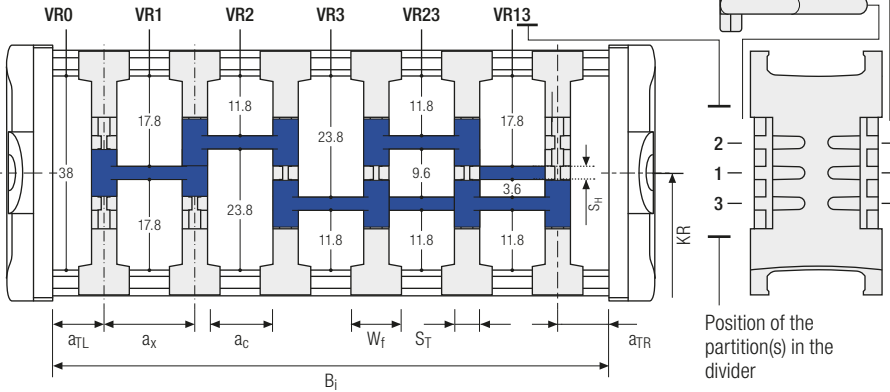 VR0 VR1 VR2 VR3 VR23 VR13
11.8 11.8
17.8 23.8 17.8
2
38 9.6 1
3.6 S_H
23.8 3
17.8 11.8 11.8 11.8 KR
a_TL a_x a_c W_f S_T a_TR
B_i
Position of the
partition(s) in the
divider